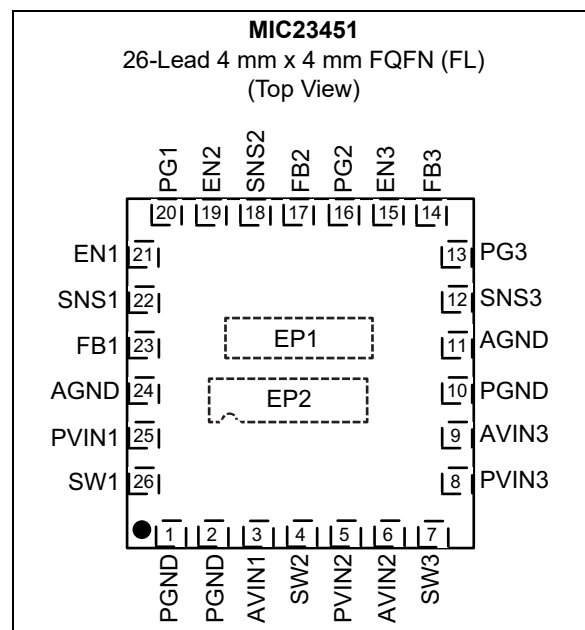 MIC23451
26-Lead 4 mm x 4 mm FQFN (FL)
(Top View)
PG1 EN2 SNS2 FB2 PG2 EN3 FB3
20 19 18 17 16 15 14
EN1 21 13 PG3
SNS1 22 12 SNS3
EP1
FB1 23 11 AGND
AGND 24 10 PGND
EP2
PVIN1 25 9 AVIN3
SW1 26 8 PVIN3
1 2 3 4 5 6 7
PGND PGND AVIN1 SW2 PVIN2 AVIN2 SW3